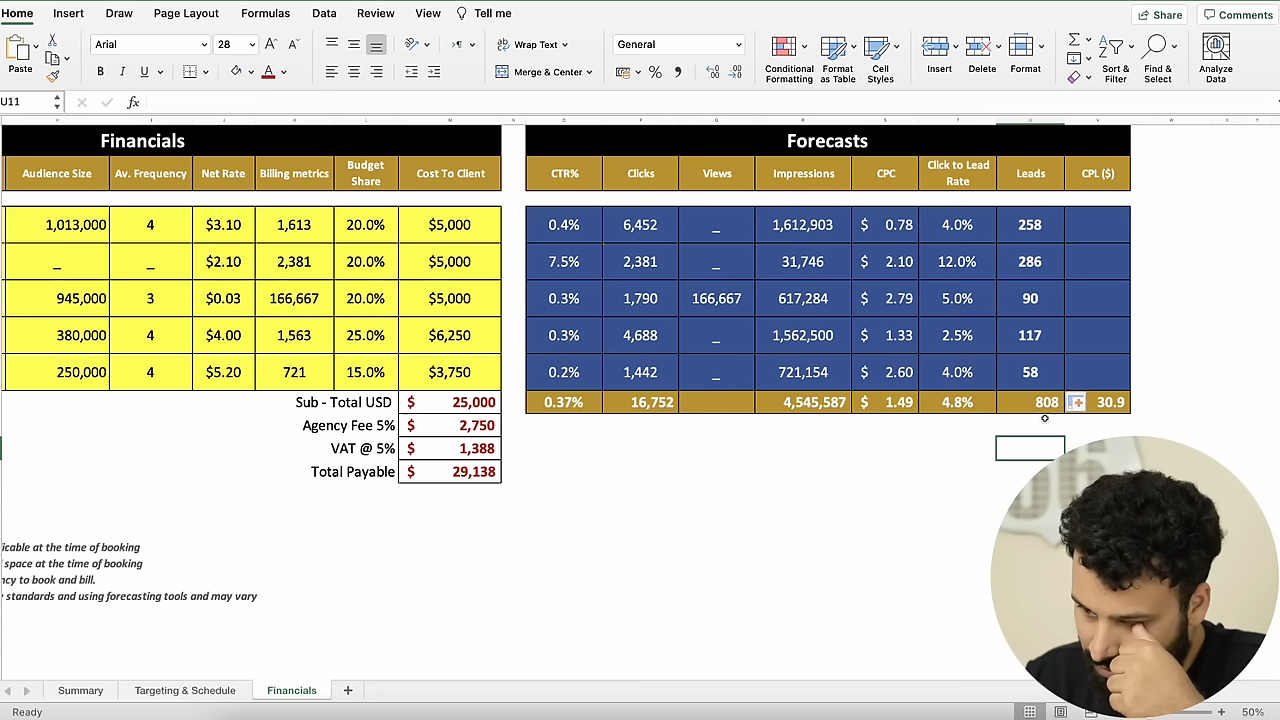 Home Insert Draw Page Layout Formulas Data Review View Tell me Share Comments
Paste Arial 28 A A Wrap Text General Conditional Formatting Format as Table Cell Styles Insert Delete Format Sort & Filter Find & Select Analyze Data
B I U A Merge & Center %
U11 fx
Financials Forecasts
Audience Size Av. Frequency Net Rate Billing metrics Budget Share Cost To Client CTR% Clicks Views Impressions CPC Click to Lead Rate Leads CPL ($)
1,013,000 4 $3.10 1,613 20.0% $5,000 0.4% 6,452 _ 1,612,903 $ 0.78 4.0% 258
_ _ $2.10 2,381 20.0% $5,000 7.5% 2,381 _ 31,746 $ 2.10 12.0% 286
945,000 3 $0.03 166,667 20.0% $5,000 0.3% 1,790 166,667 617,284 $ 2.79 5.0% 90
380,000 4 $4.00 1,563 25.0% $6,250 0.3% 4,688 _ 1,562,500 $ 1.33 2.5% 117
250,000 4 $5.20 721 15.0% $3,750 0.2% 1,442 _ 721,154 $ 2.60 4.0% 58
Sub - Total USD $ 25,000 0.37% 16,752 4,545,587 $ 1.49 4.8% 808 30.9
Agency Fee 5% $ 2,750
VAT @ 5% $ 1,388
Total Payable $ 29,138
icable at the time of booking
space at the time of booking
ncy to book and bill.
standards and using forecasting tools and may vary
Summary Targeting & Schedule Financials
Ready 50%